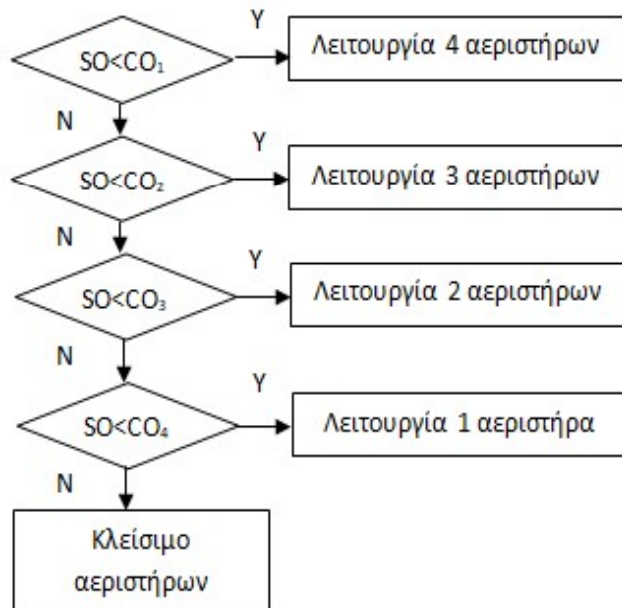 Y
SO<CO₁
Λειτουργία 4 αεριστήρων
N
Y
SO<CO₂
Λειτουργία 3 αεριστήρων
N
Y
SO<CO₃
Λειτουργία 2 αεριστήρων
N
Y
SO<CO₄
Λειτουργία 1 αεριστήρα
N
Κλείσιμο
αεριστήρων